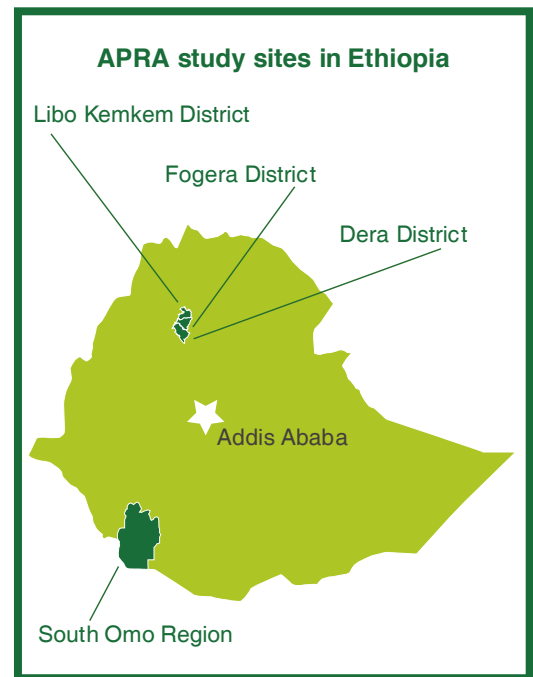 APRA study sites in Ethiopia
Libo Kemkem District
Fogera District
Dera District
Addis Ababa
South Omo Region